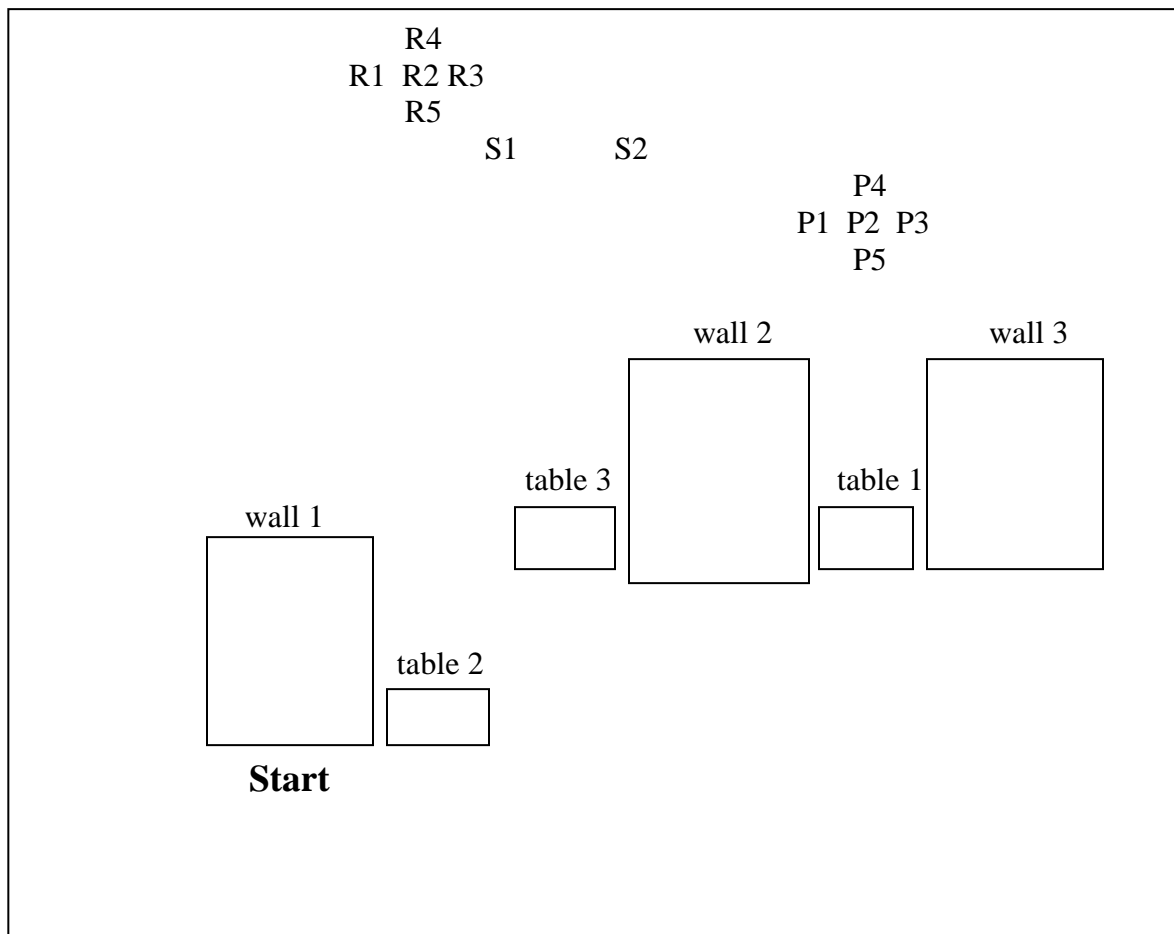 R4
R1 R2 R3
R5
S1 S2
P4
P1 P2 P3
P5
wall 2 wall 3
table 3 table 1
wall 1
table 2
Start